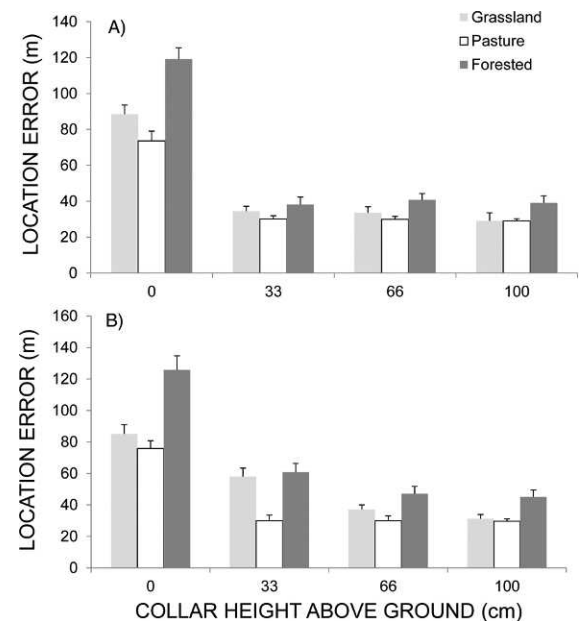 A)
Grassland
Pasture
Forested
LOCATION ERROR (m)
140
120
100
80
60
40
20
0
0 33 66 100
B)
LOCATION ERROR (m)
160
140
120
100
80
60
40
20
0
0 33 66 100
COLLAR HEIGHT ABOVE GROUND (cm)